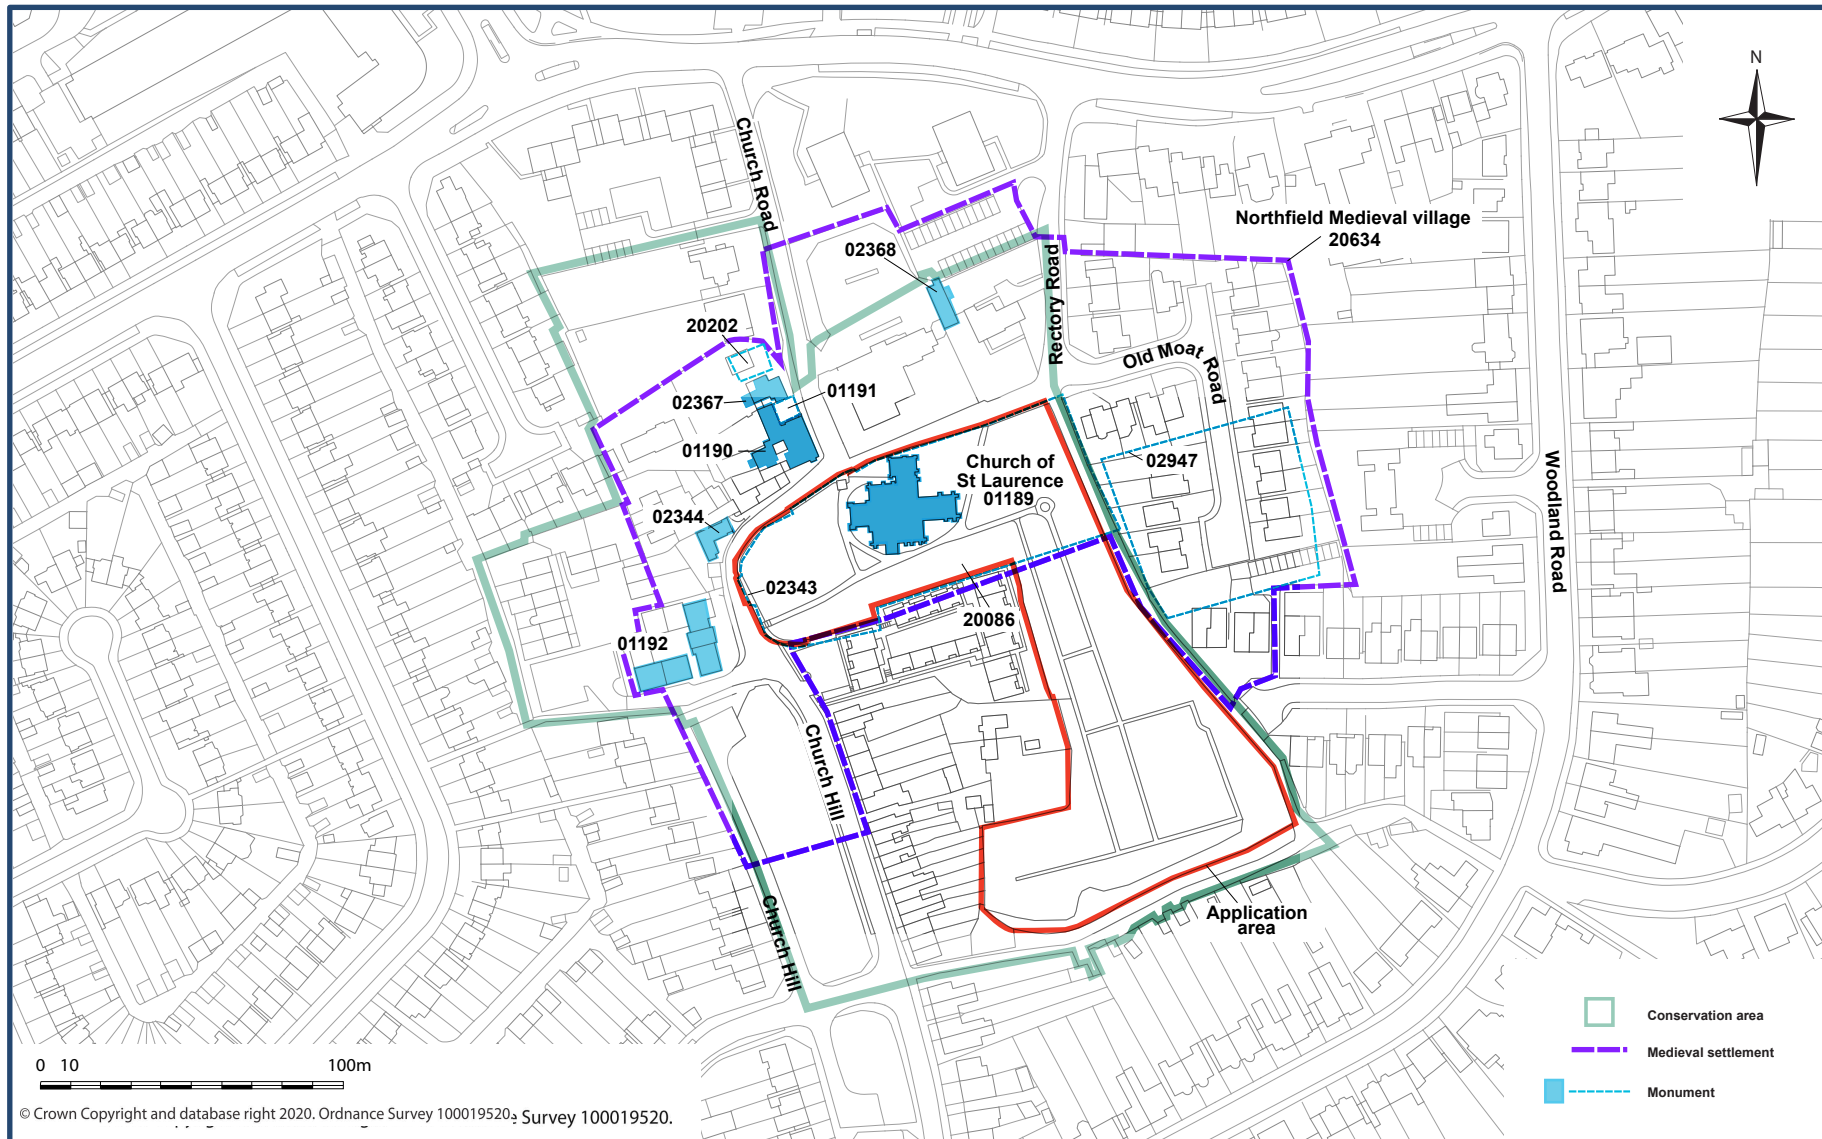 N
Church Road
Northfield Medieval village
20634
02368
Rectory Road
20202
Old Moat Road
01191
02367
01190
Church of
St Laurence
01189
02947
Woodland Road
02344
02343
20086
01192
Church Hill
Church Hill
Application
area
Conservation area
Medieval settlement
Monument
0 10 100m
© Crown Copyright and database right 2020. Ordnance Survey 100019520.
e Survey 100019520.